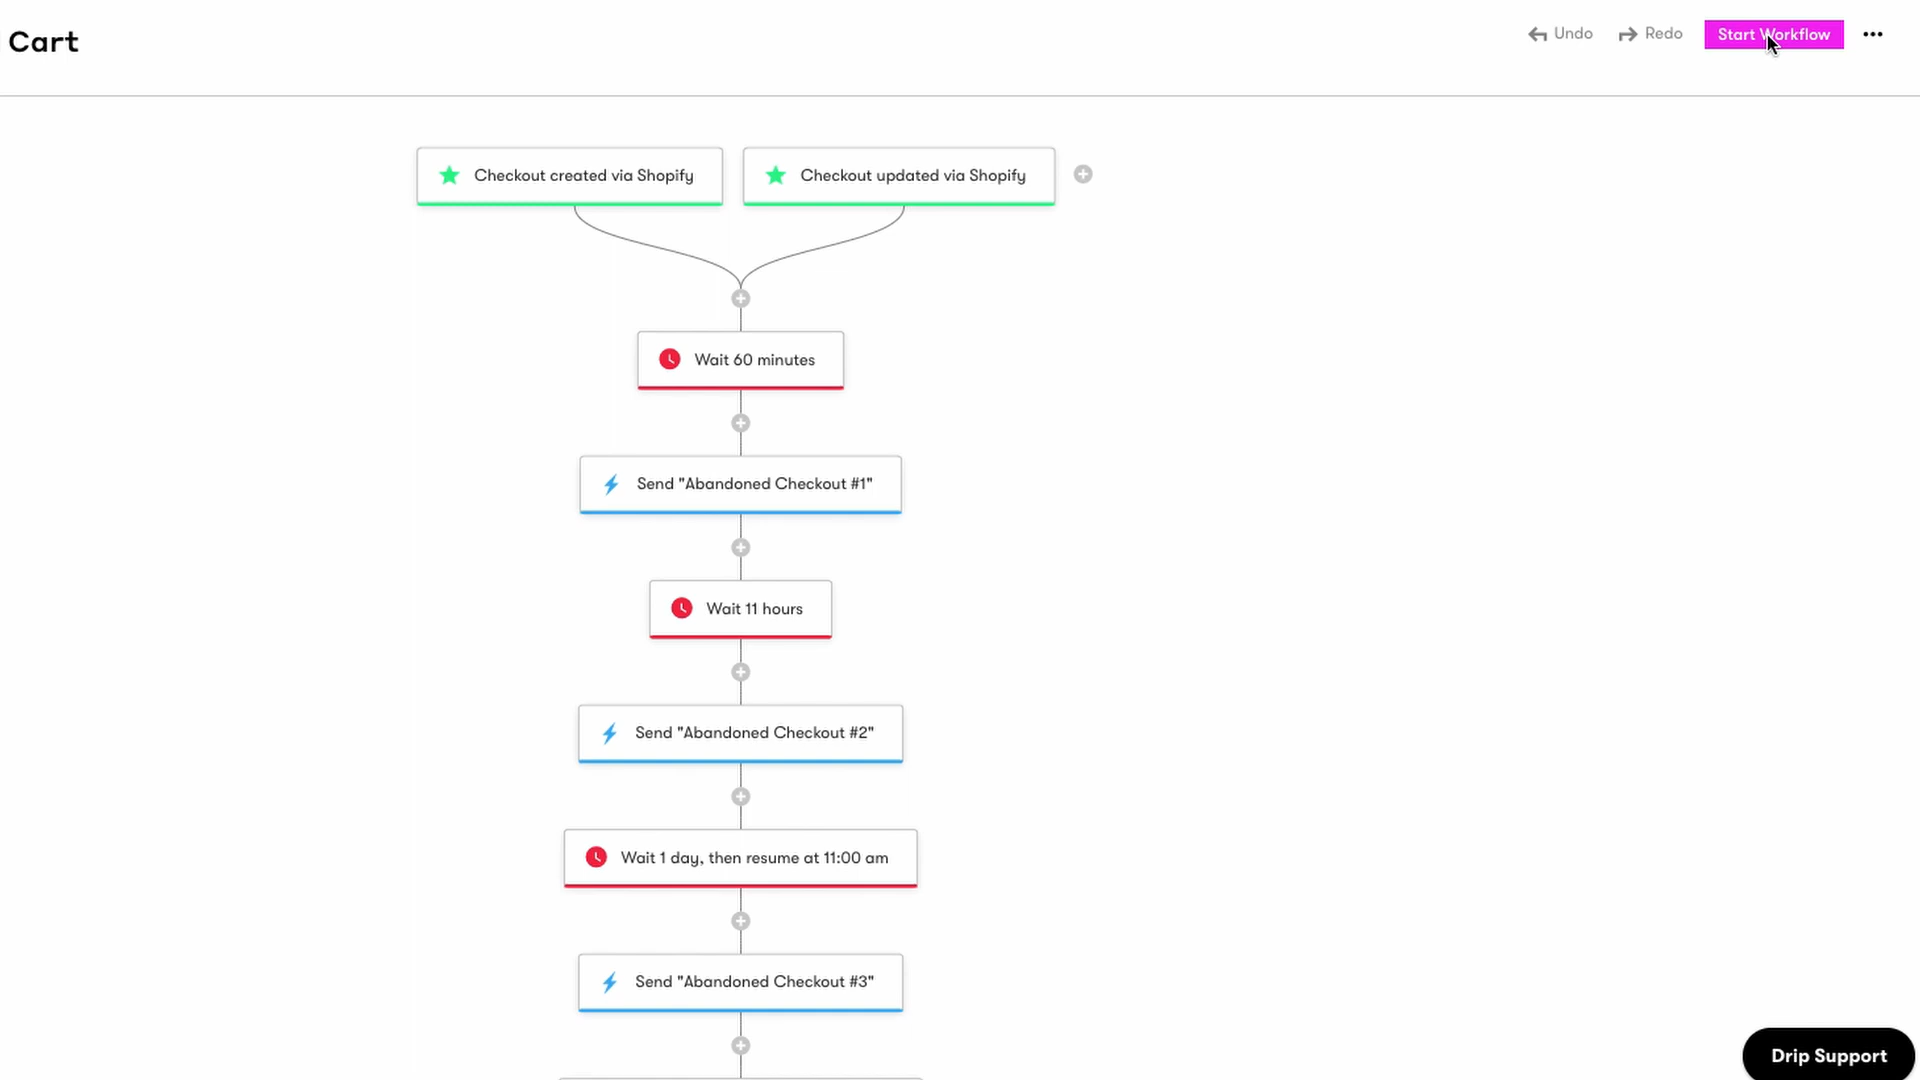 Cart
Undo
Redo
Start Workflow
Checkout created via Shopify
Checkout updated via Shopify
Wait 60 minutes
Send "Abandoned Checkout #1"
Wait 11 hours
Send "Abandoned Checkout #2"
Wait 1 day, then resume at 11:00 am
Send "Abandoned Checkout #3"
Drip Support